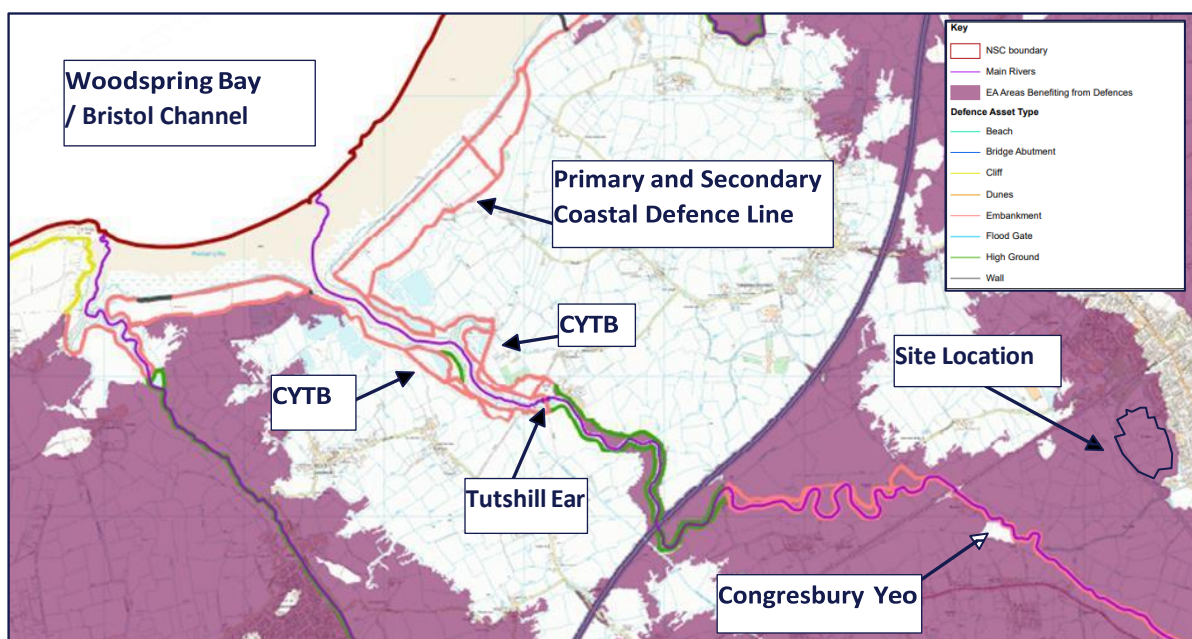 Woodspring Bay
/ Bristol Channel
Primary and Secondary
Coastal Defence Line
CYTB
CYTB
Tutshill Ear
Site Location
Congresbury Yeo
Key
NSC boundary
Main Rivers
EA Areas Benefiting from Defences
Defence Asset Type
Beach
Bridge Abutment
Cliff
Dunes
Embankment
Flood Gate
High Ground
Wall